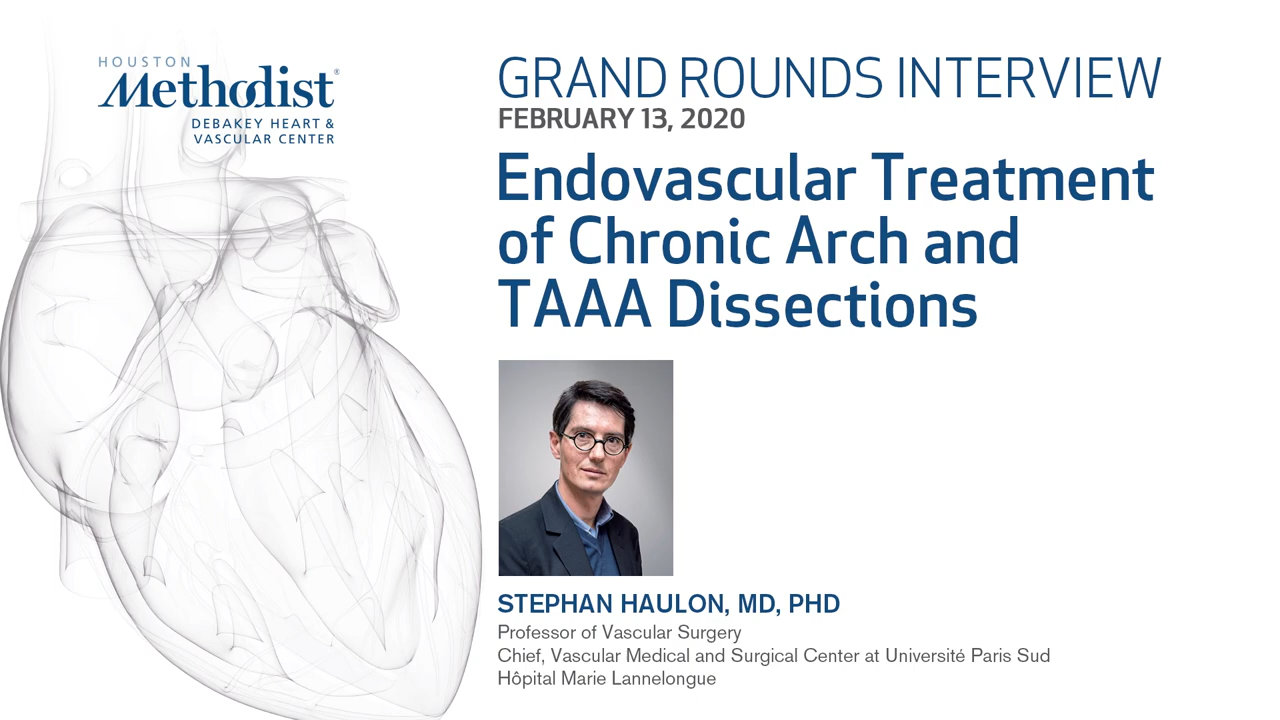 HOUSTON
Methodist®
DEBAKEY HEART &
VASCULAR CENTER
GRAND ROUNDS INTERVIEW
FEBRUARY 13, 2020
Endovascular Treatment
of Chronic Arch and
TAAA Dissections
STEPHAN HAULON, MD, PHD
Professor of Vascular Surgery
Chief, Vascular Medical and Surgical Center at Université Paris Sud
Hôpital Marie Lannelongue